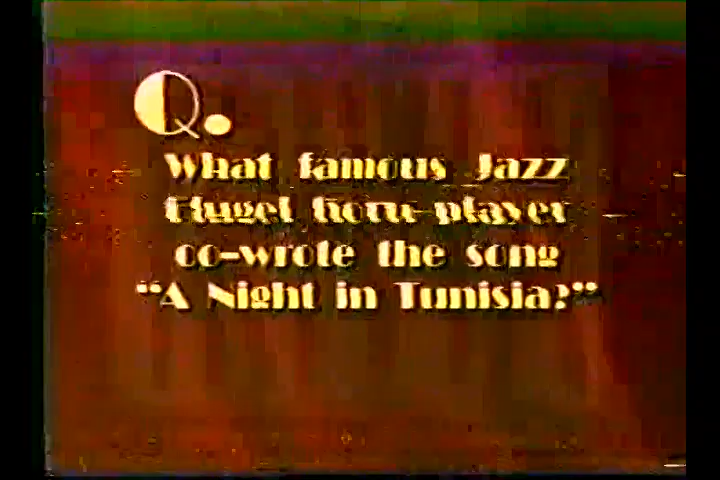 Q.
What famous Jazz
Flugel horn player
co-wrote the song
“A Night in Tunisia?”